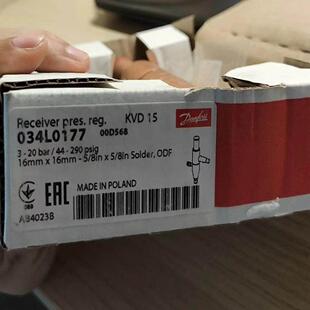 Receiver pres. reg. KVD 15
034L0177 00D568
3 - 20 bar / 44 - 290 psig
16mm x 16mm - 5/8in x 5/8in Solder, ODF
EAC
MADE IN POLAND
AB4023B
Danfoss